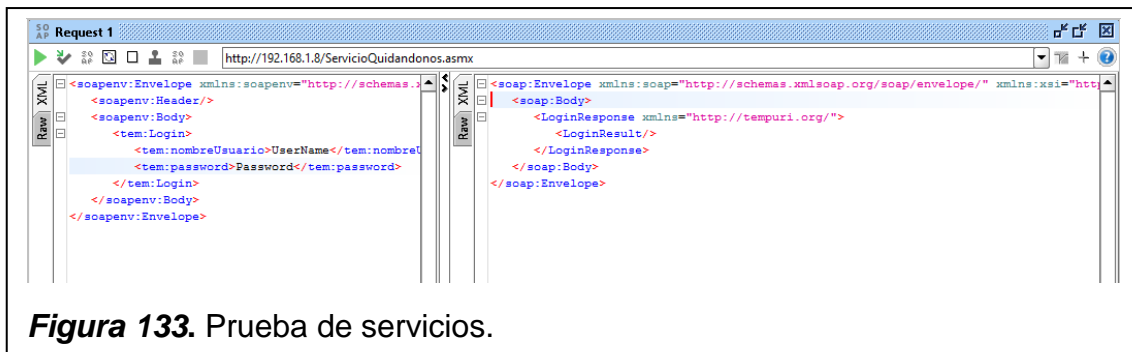 SO AP Request 1
http://192.168.1.8/ServicioQuidandonos.asmx
XML
Raw
<soapenv:Envelope xmlns:soapenv="http://schemas.
<soapenv:Header/>
<soapenv:Body>
<tem:Login>
<tem:nombreUsuario>UserName</tem:nombreU
<tem:password>Password</tem:password>
</tem:Login>
</soapenv:Body>
</soapenv:Envelope>
XML
Raw
<soap:Envelope xmlns:soap="http://schemas.xmlsoap.org/soap/envelope/" xmlns:xsi="htt
<soap:Body>
<LoginResponse xmlns="http://tempuri.org/">
<LoginResult/>
</LoginResponse>
</soap:Body>
</soap:Envelope>
Figura 133. Prueba de servicios.